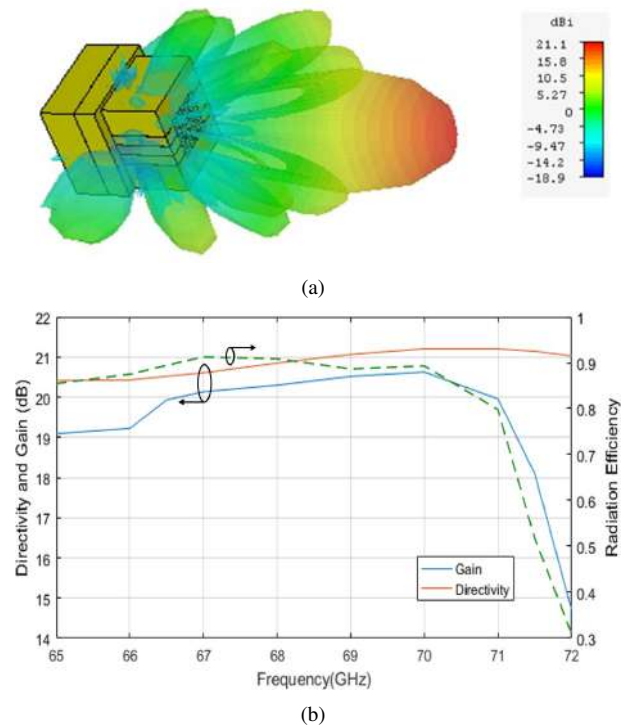 dBi
21.1
15.8
10.5
5.27
0
-4.73
-9.47
-14.2
-18.9
(a)
22
21
20
19
18
17
16
15
14
Directivity and Gain (dB)
1
0.9
0.8
0.7
0.6
0.5
0.4
0.3
Radiation Efficiency
Gain
Directivity
65 66 67 68 69 70 71 72
Frequency(GHz)
(b)